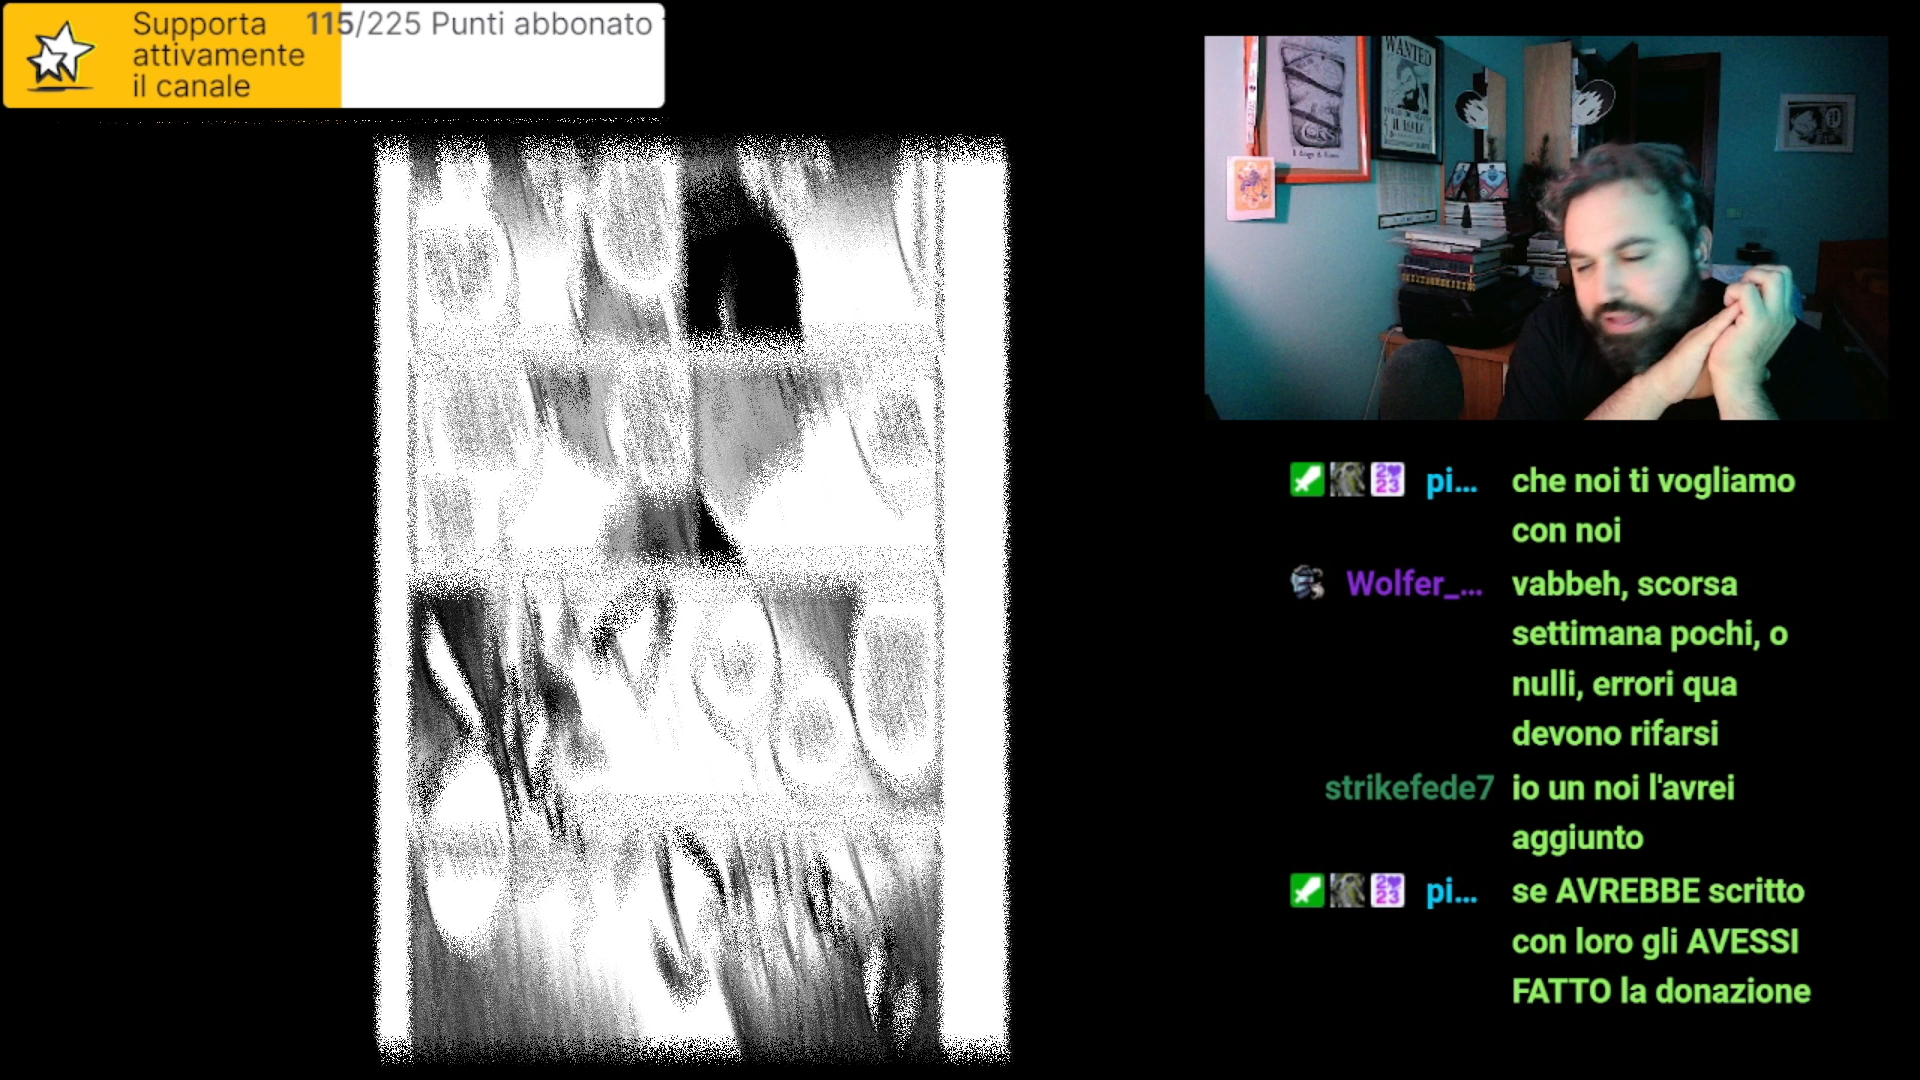 Supporta
attivamente
il canale
115/225 Punti abbonato
WANTED
che noi ti vogliamo
con noi
pi...
Wolfer_...
vabbeh, scorsa
settimana pochi, o
nulli, errori qua
devono rifarsi
strikefede7
io un noi l'avrei
aggiunto
pi...
se AVREBBE scritto
con loro gli AVESSI
FATTO la donazione